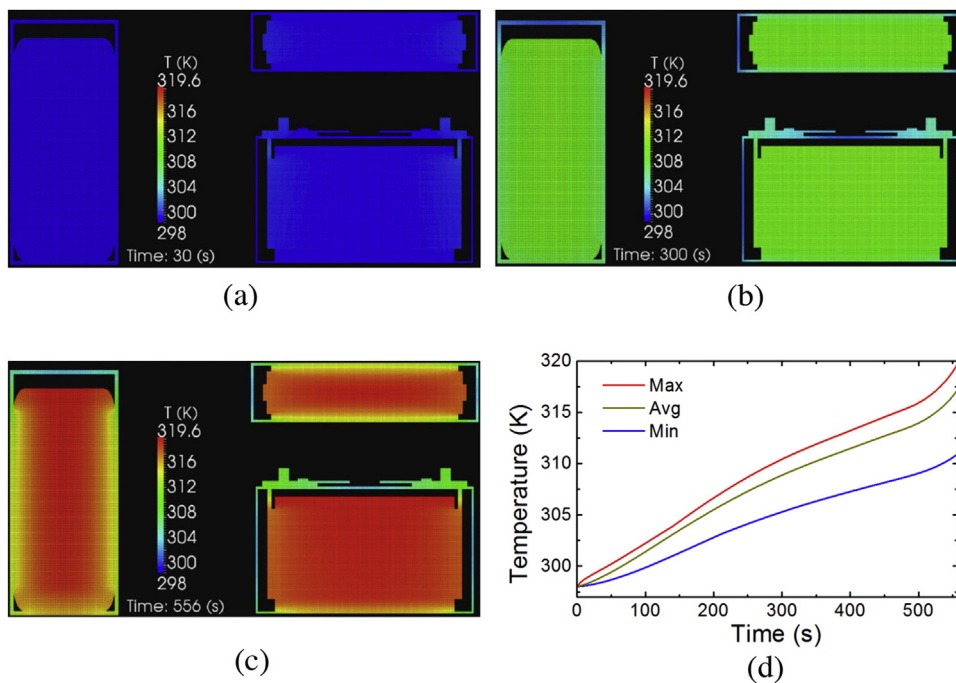 T (K)
319.6
316
312
308
304
300
298
Time: 30 (s)
(a)
T (K)
319.6
316
312
308
304
300
298
Time: 300 (s)
(b)
T (K)
319.6
316
312
308
304
300
298
Time: 556 (s)
(c)
320
315
310
305
300
Temperature (K)
Max
Avg
Min
0 100 200 300 400 500
Time (s)
(d)